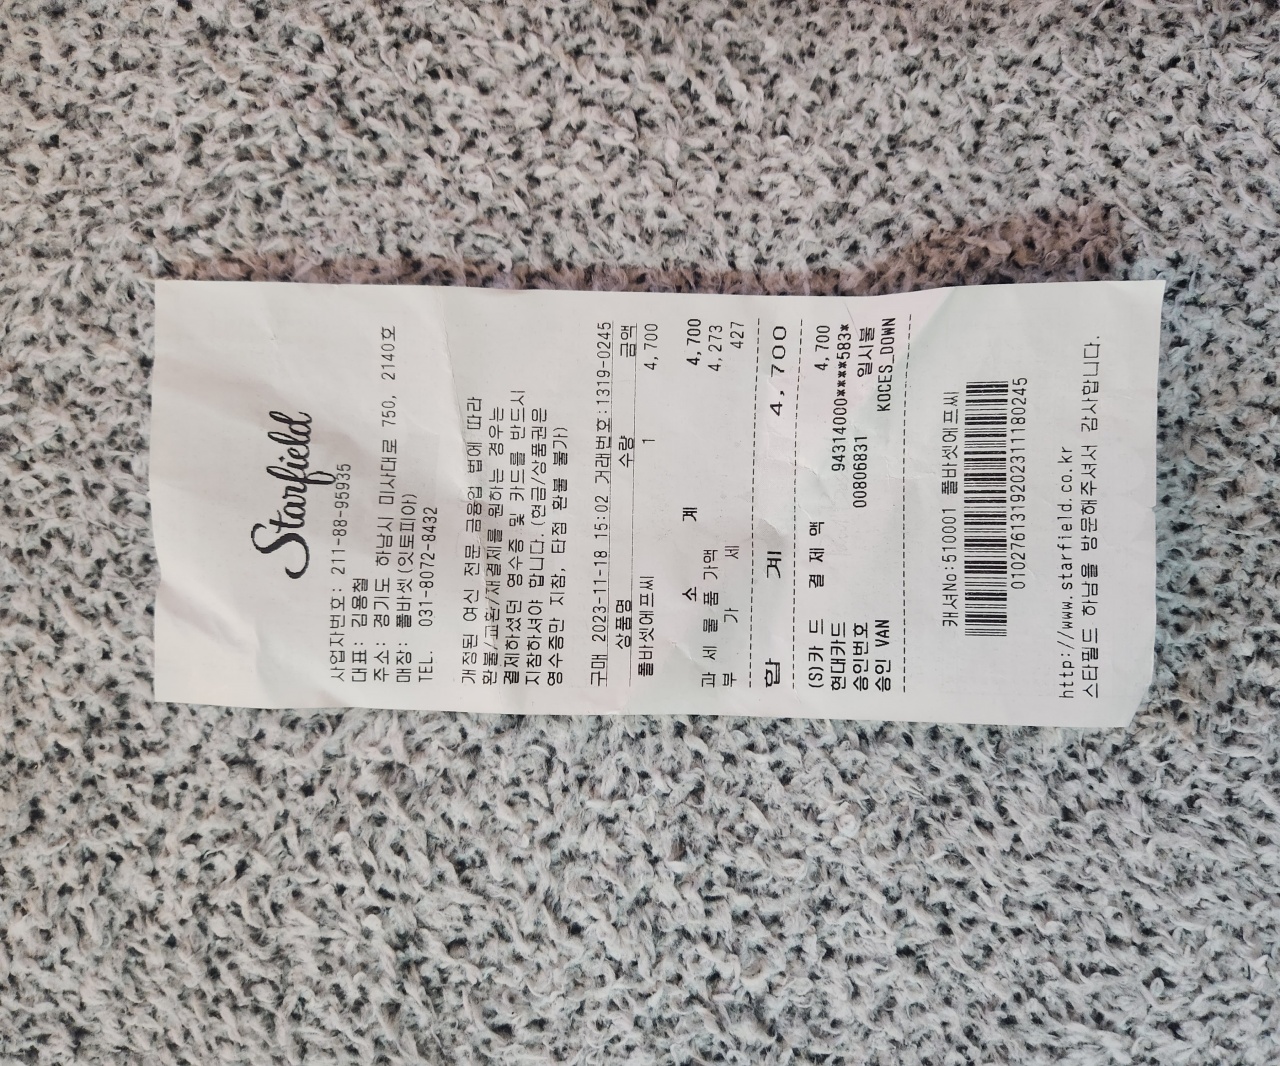 Starfield
사업자번호: 211-88-95935
대표: 김용철
주소: 경기도 하남시 미사대로 750, 2140호
매장: 폴바셋(잇토피아)
TEL. 031-8072-8432
개정된 여신 전문 금융업 법에 따라
환불/교환/재결제를 원하는 경우는
결제하셨던 영수증 및 카드를 반드시
지참하셔야 합니다. (현금/상품권은
영수증만 지참, 타점 환불 불가)
구매 2023-11-18 15:02 거래번호:1319-0245
상품명 수량 금액
폴바셋에프씨 1 4,700
소 계 4,700
과 세 물 품 가액 4,273
부 가 세 427
합 계 4,700
(S)카 드 결 제 액 4,700
현대카드 94314000****583*
승인번호 00806831 일시불
승인 VAN KOCES_DOWN
캐셔No:510001 폴바셋에프씨
0102761319202311180245
http://www.starfield.co.kr
스타필드 하남을 방문해주셔서 감사합니다.